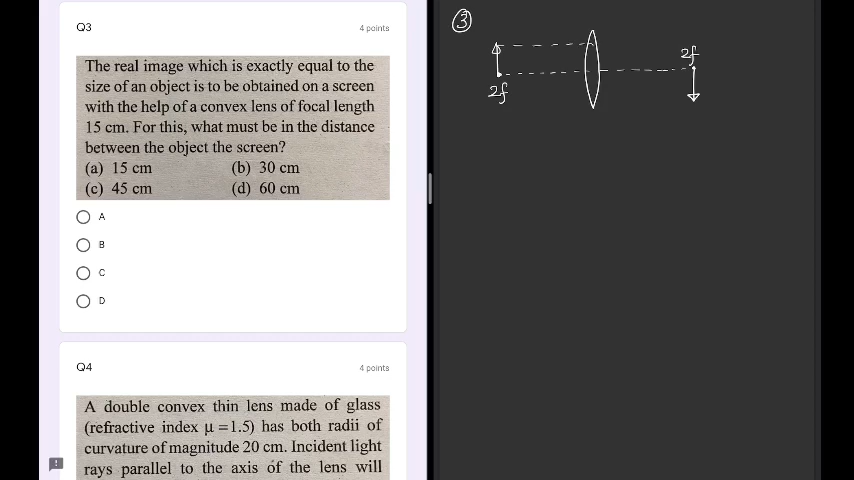 Q3
4 points
The real image which is exactly equal to the
size of an object is to be obtained on a screen
with the help of a convex lens of focal length
15 cm. For this, what must be in the distance
between the object the screen?
(a) 15 cm (b) 30 cm
(c) 45 cm (d) 60 cm
A
B
C
D
Q4
4 points
A double convex thin lens made of glass
(refractive index μ = 1.5) has both radii of
curvature of magnitude 20 cm. Incident light
rays parallel to the axis of the lens will
③
2f
2f